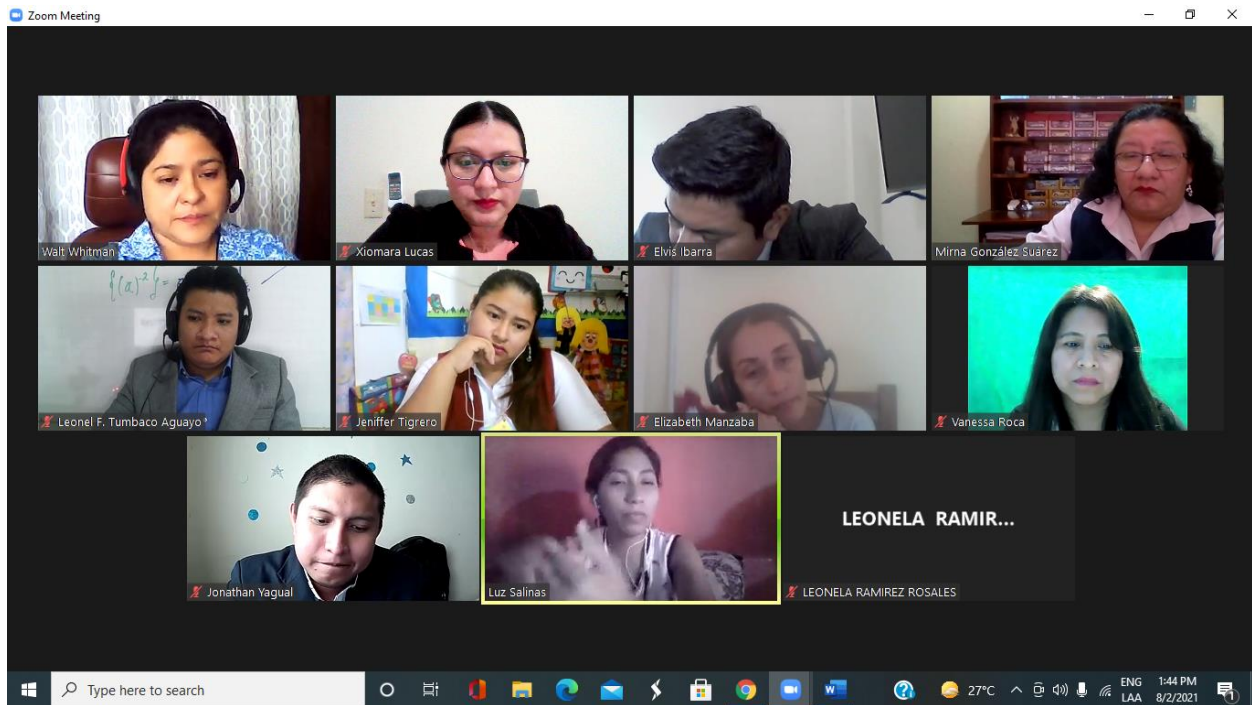 Zoom Meeting
Walt Whitman
Xiomara Lucas
Elvis Ibarra
Mirna González Suarez
Leonel F. Tumbaco Aguayo
Jeniffer Tigrero
Elizabeth Manzaba
Vanessa Roca
Jonathan Yagual
Luz Salinas
LEONELA RAMIR...
LEONELA RAMIREZ ROSALES
Type here to search
27°C
ENG
LAA
1:44 PM
8/2/2021